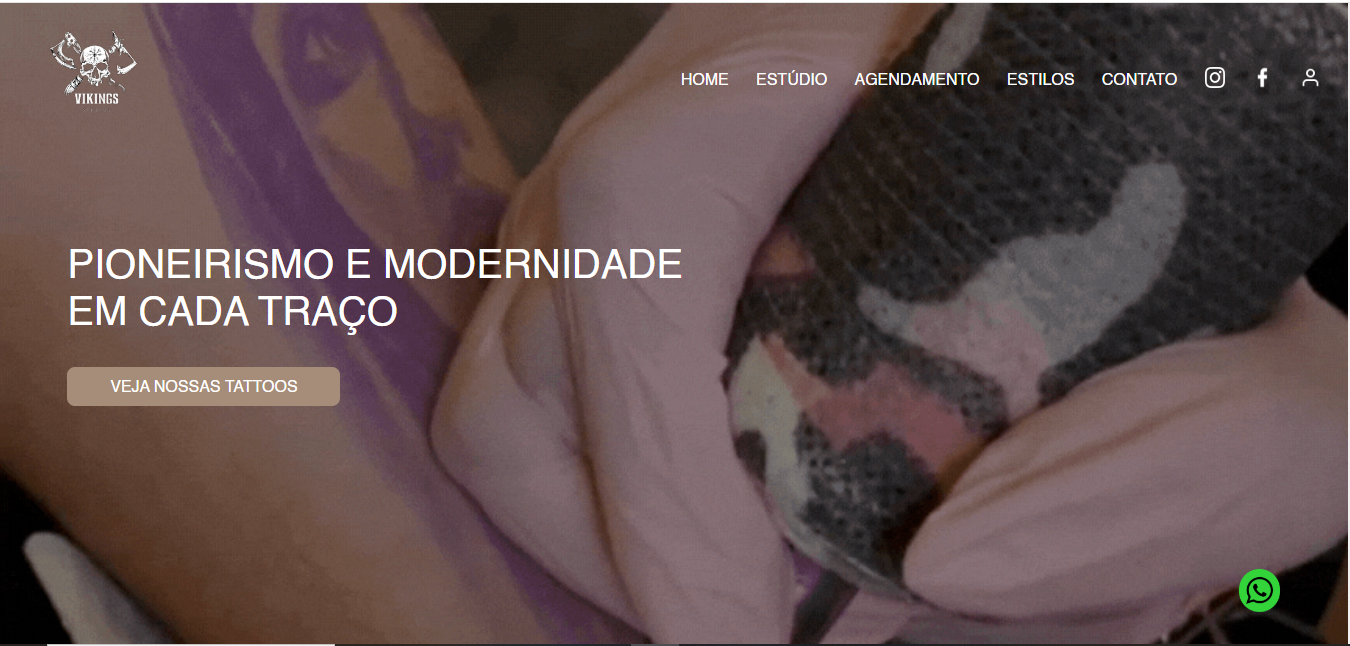 VIKINGS
HOME ESTÚDIO AGENDAMENTO ESTILOS CONTATO
PIONEIRISMO E MODERNIDADE
EM CADA TRAÇO
VEJA NOSSAS TATTOOS